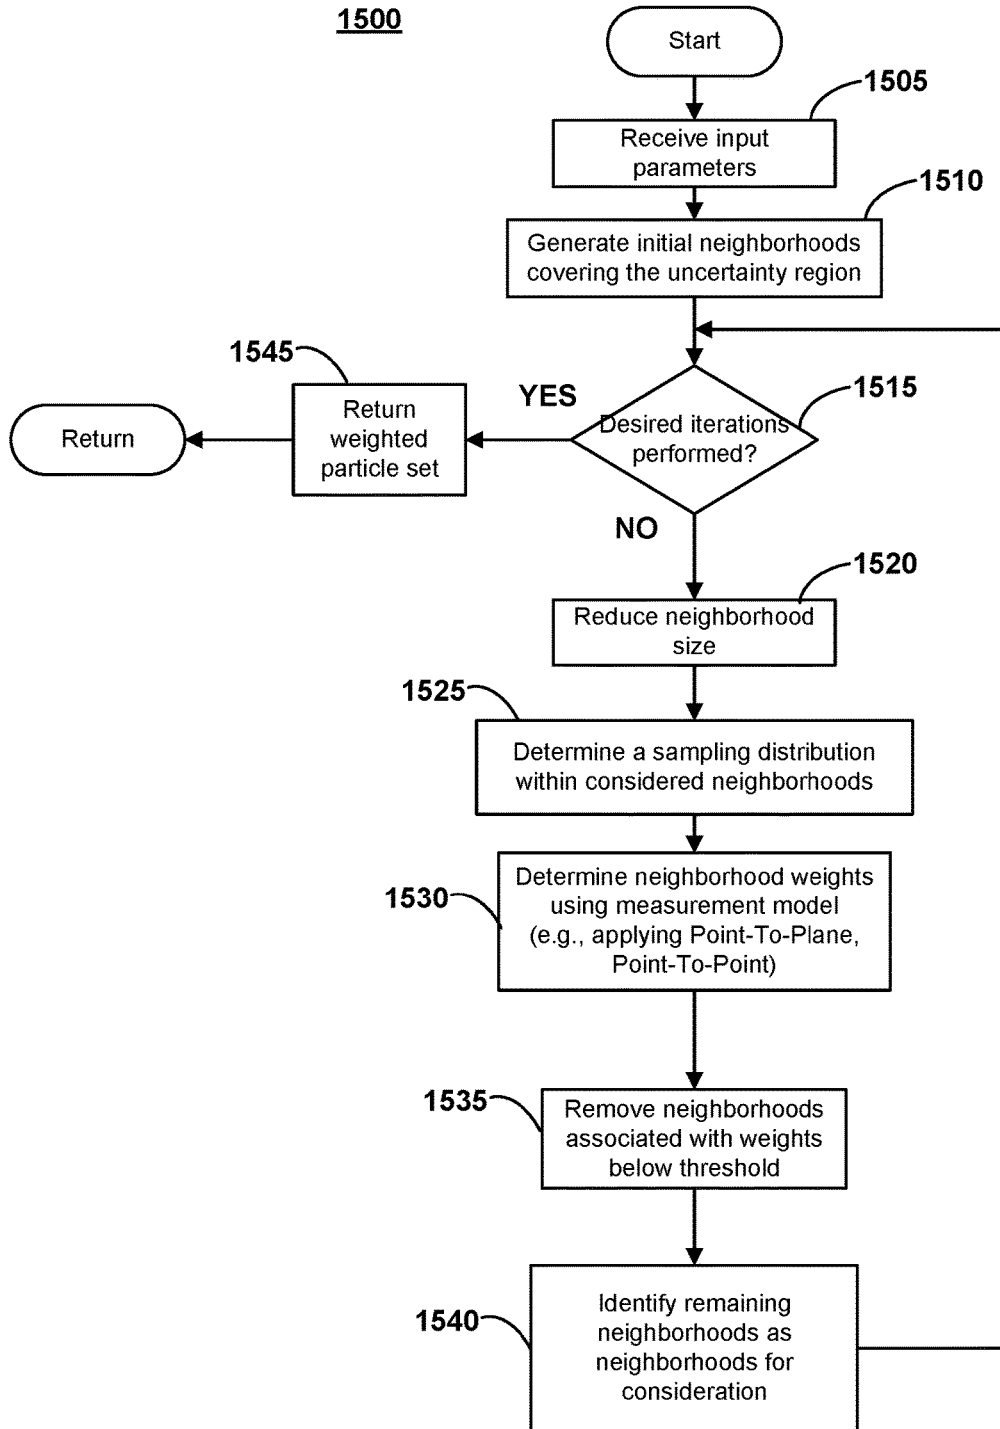 1500
Start
1505
Receive input
parameters
1510
Generate initial neighborhoods
covering the uncertainty region
1545
YES
1515
Return
Return
weighted
particle set
Desired iterations
performed?
NO
1520
Reduce neighborhood
size
1525
Determine a sampling distribution
within considered neighborhoods
1530
Determine neighborhood weights
using measurement model
(e.g., applying Point-To-Plane,
Point-To-Point)
1535
Remove neighborhoods
associated with weights
below threshold
1540
Identify remaining
neighborhoods as
neighborhoods for
consideration